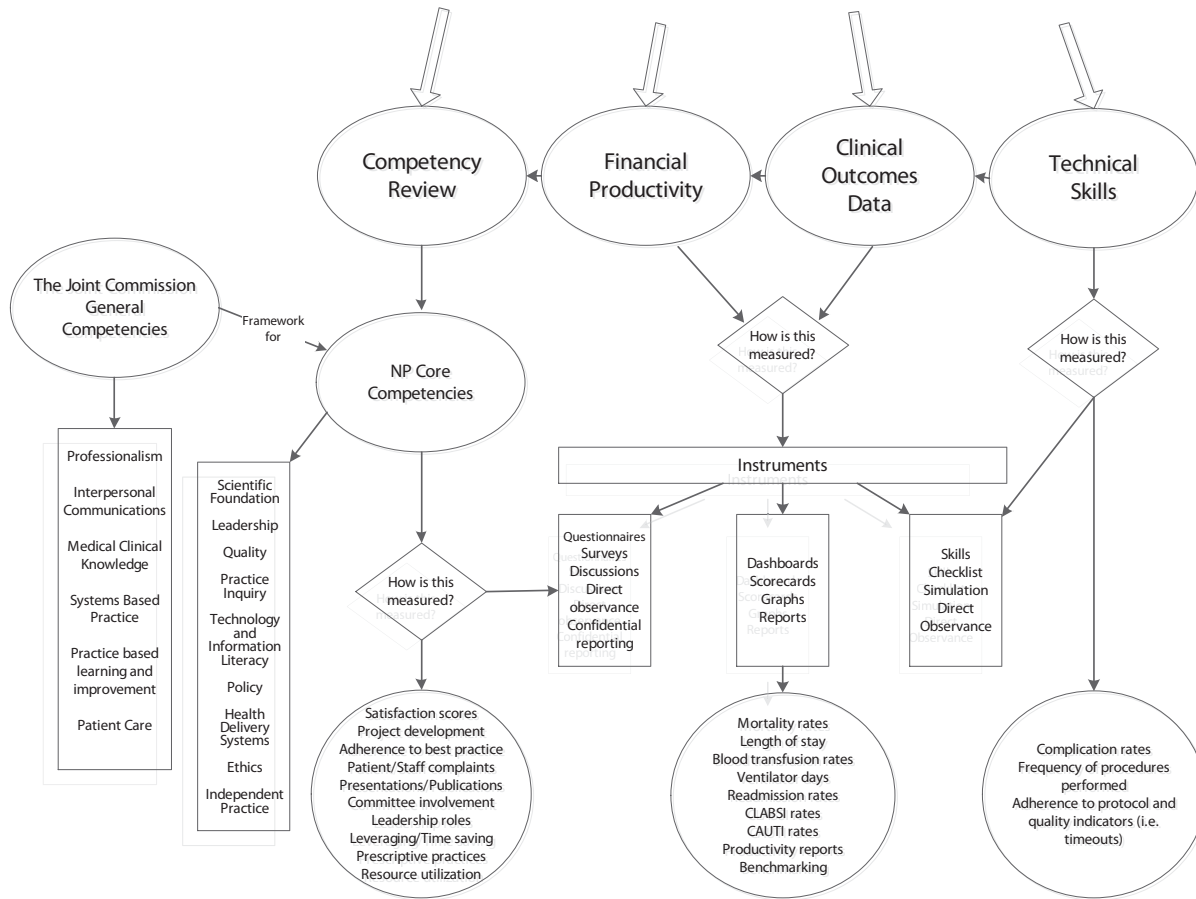 Competency
Review
Financial
Productivity
Clinical
Outcomes
Data
Technical
Skills
The Joint Commission
General
Competencies
Framework
for
NP Core
Competencies
How is this
measured?
How is this
measured?
Professionalism
Interpersonal
Communications
Medical Clinical
Knowledge
Systems Based
Practice
Practice based
learning and
improvement
Patient Care
Scientific
Foundation
Leadership
Quality
Practice
Inquiry
Technology
and
Information
Literacy
Policy
Health
Delivery
Systems
Ethics
Independent
Practice
Instruments
How is this
measured?
Questionnaires
Surveys
Discussions
Direct
observance
Confidential
reporting
Dashboards
Scorecards
Graphs
Reports
Skills
Checklist
Simulation
Direct
Observance
Satisfaction scores
Project development
Adherence to best practice
Patient/Staff complaints
Presentations/Publications
Committee involvement
Leadership roles
Leveraging/Time saving
Prescriptive practices
Resource utilization
Mortality rates
Length of stay
Blood transfusion rates
Ventilator days
Readmission rates
CLABSI rates
CAUTI rates
Productivity reports
Benchmarking
Complication rates
Frequency of procedures
performed
Adherence to protocol and
quality indicators (i.e.
timeouts)